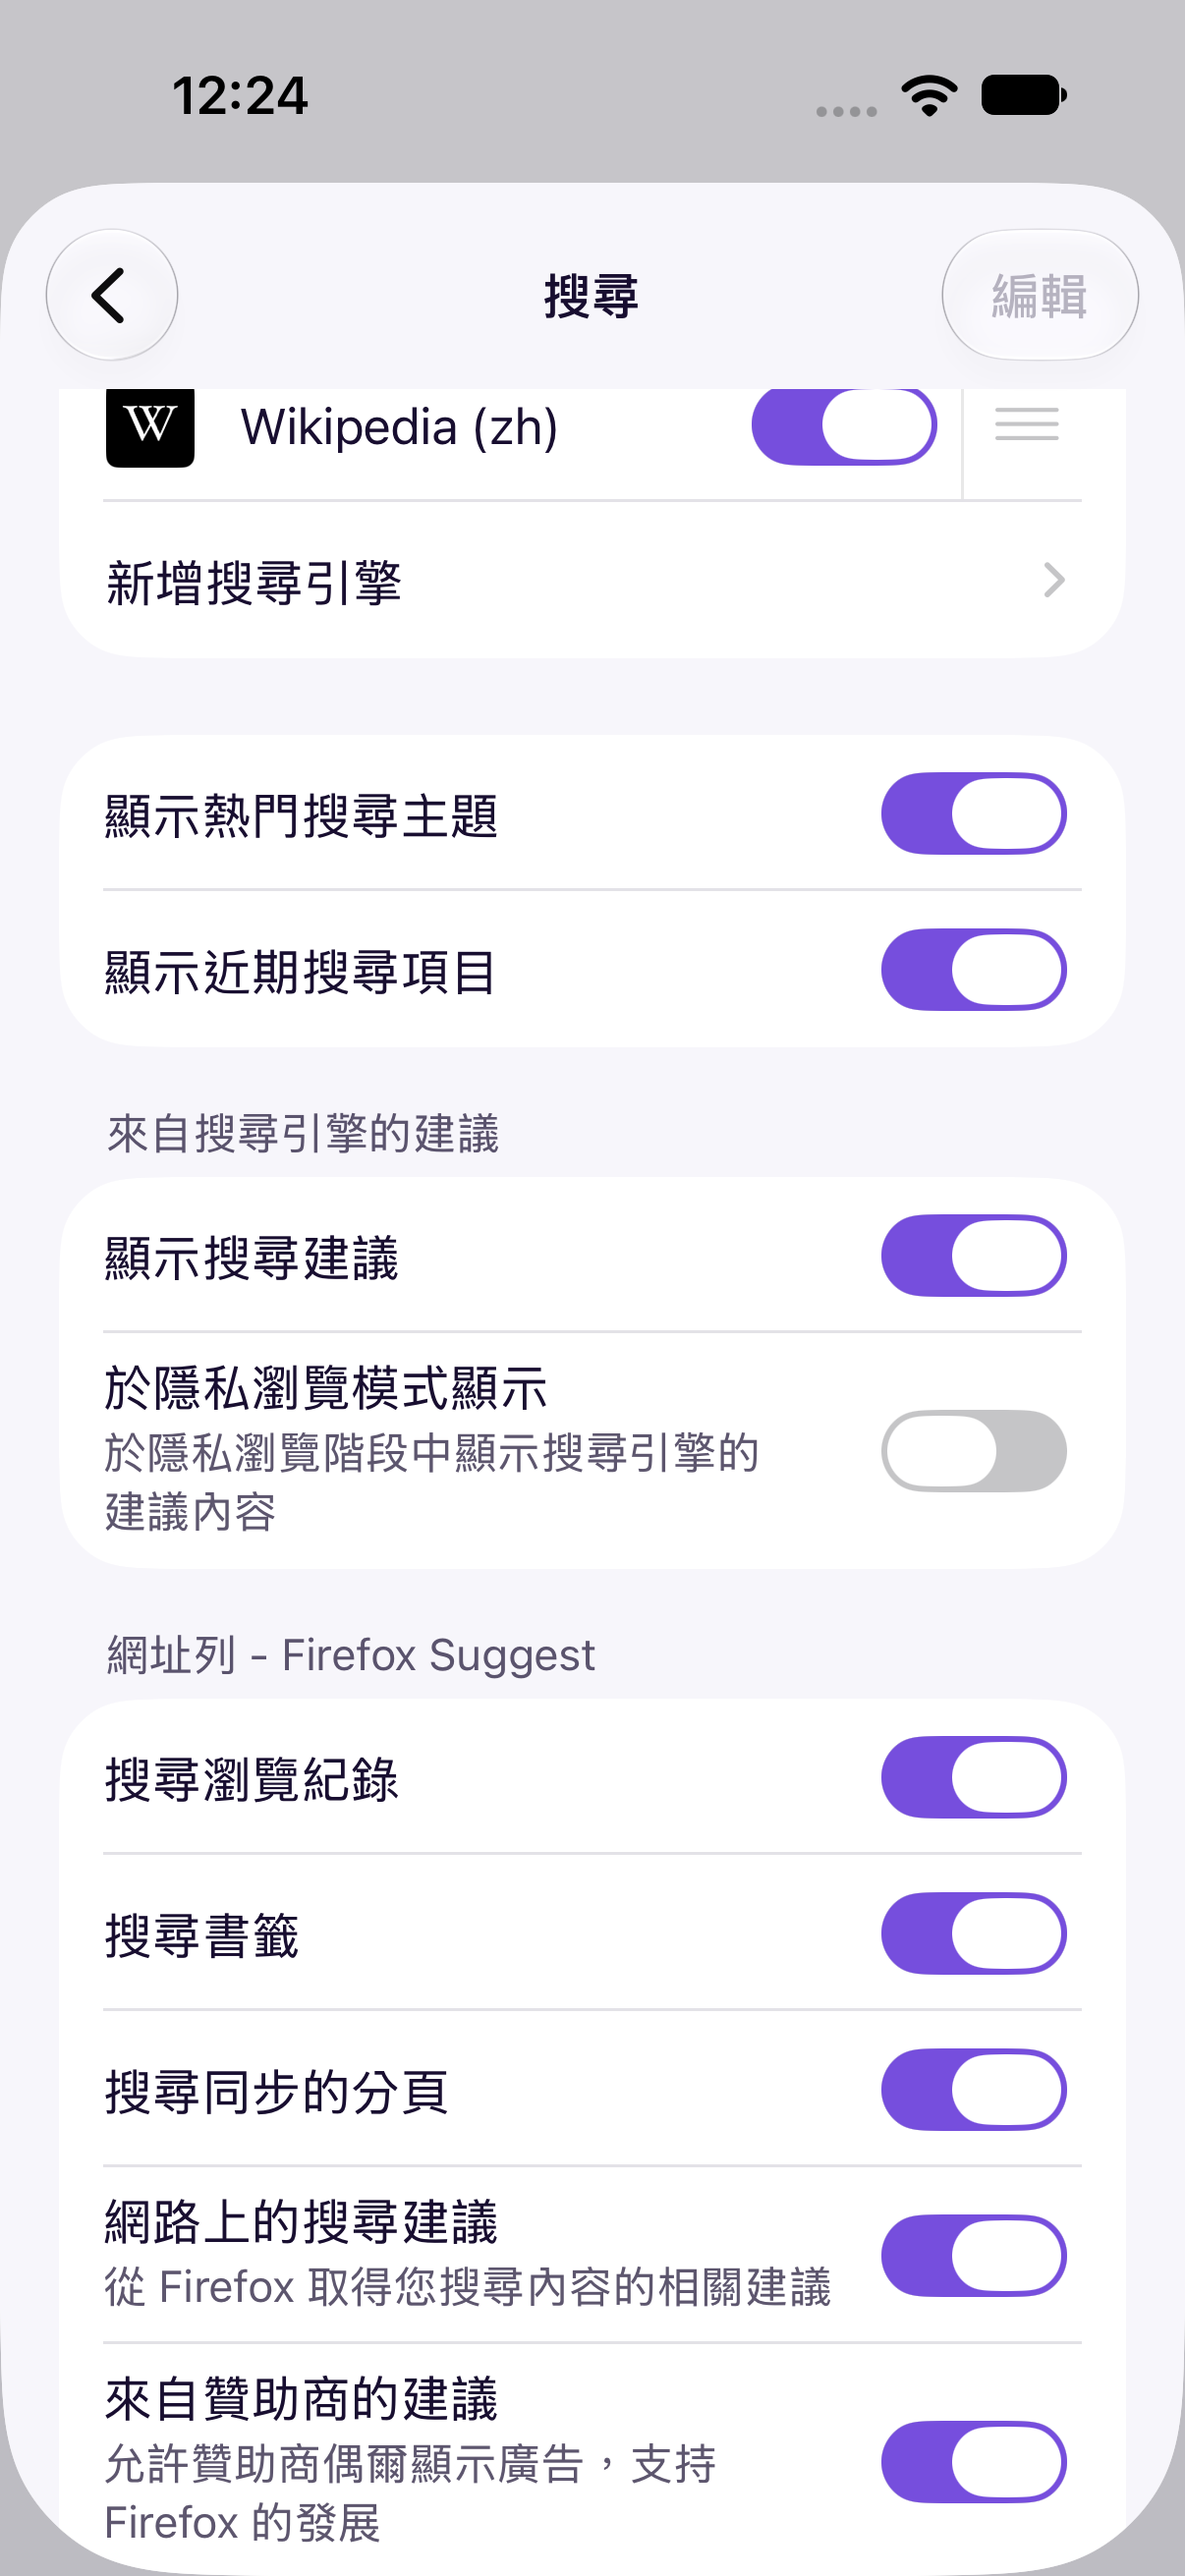 12:24
搜尋
編輯
W
Wikipedia (zh)
新增搜尋引擎
顯示熱門搜尋主題
顯示近期搜尋項目
來自搜尋引擎的建議
顯示搜尋建議
於隱私瀏覽模式顯示
於隱私瀏覽階段中顯示搜尋引擎的
建議內容
網址列 - Firefox Suggest
搜尋瀏覽紀錄
搜尋書籤
搜尋同步的分頁
網路上的搜尋建議
從 Firefox 取得您搜尋內容的相關建議
來自贊助商的建議
允許贊助商偶爾顯示廣告，支持
Firefox 的發展